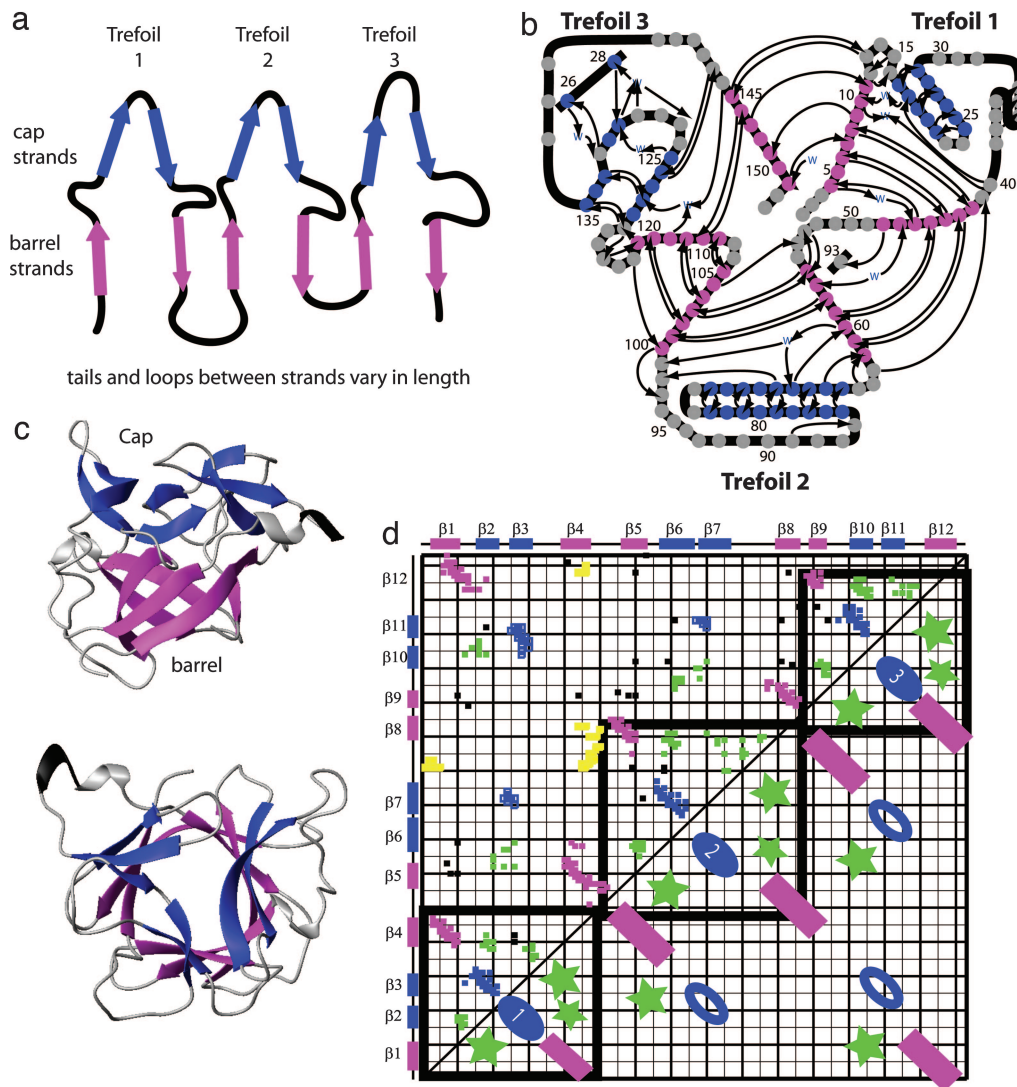 a
Trefoil
1
Trefoil
2
Trefoil
3
cap
strands
barrel
strands
tails and loops between strands vary in length
b
Trefoil 3
Trefoil 1
28
26
145
15
30
10
25
125
150
5
40
135
120
50
110
93
105
60
100
80
95
90
w
w
w
w
w
w
w
w
w
w
Trefoil 2
c
Cap
barrel
d
β1 β2 β3 β4 β5 β6 β7 β8 β9 β10 β11 β12
β12
β11
β10
β9
β8
β7
β6
β5
β4
β3
β2
β1
3
2
1